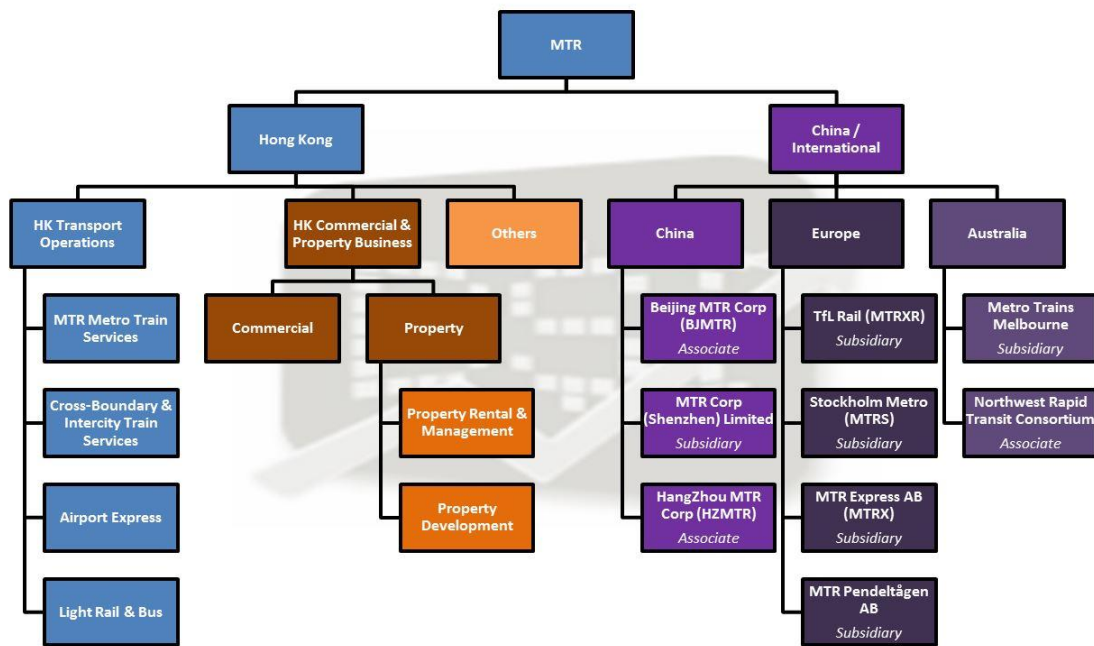 MTR
Hong Kong
China /
International
HK Transport
Operations
HK Commercial &
Property Business
Others
China
Europe
Australia
MTR Metro Train
Services
Commercial
Property
Beijing MTR Corp
(BJMTR)
Associate
TfL Rail (MTRXR)
Subsidiary
Metro Trains
Melbourne
Subsidiary
Cross-Boundary &
Intercity Train
Services
Property Rental &
Management
MTR Corp
(Shenzhen) Limited
Subsidiary
Stockholm Metro
(MTRS)
Subsidiary
Northwest Rapid
Transit Consortium
Associate
Airport Express
Property
Development
HangZhou MTR
Corp (HZMTR)
Associate
MTR Express AB
(MTRX)
Subsidiary
Light Rail & Bus
MTR Pendeltågen
AB
Subsidiary